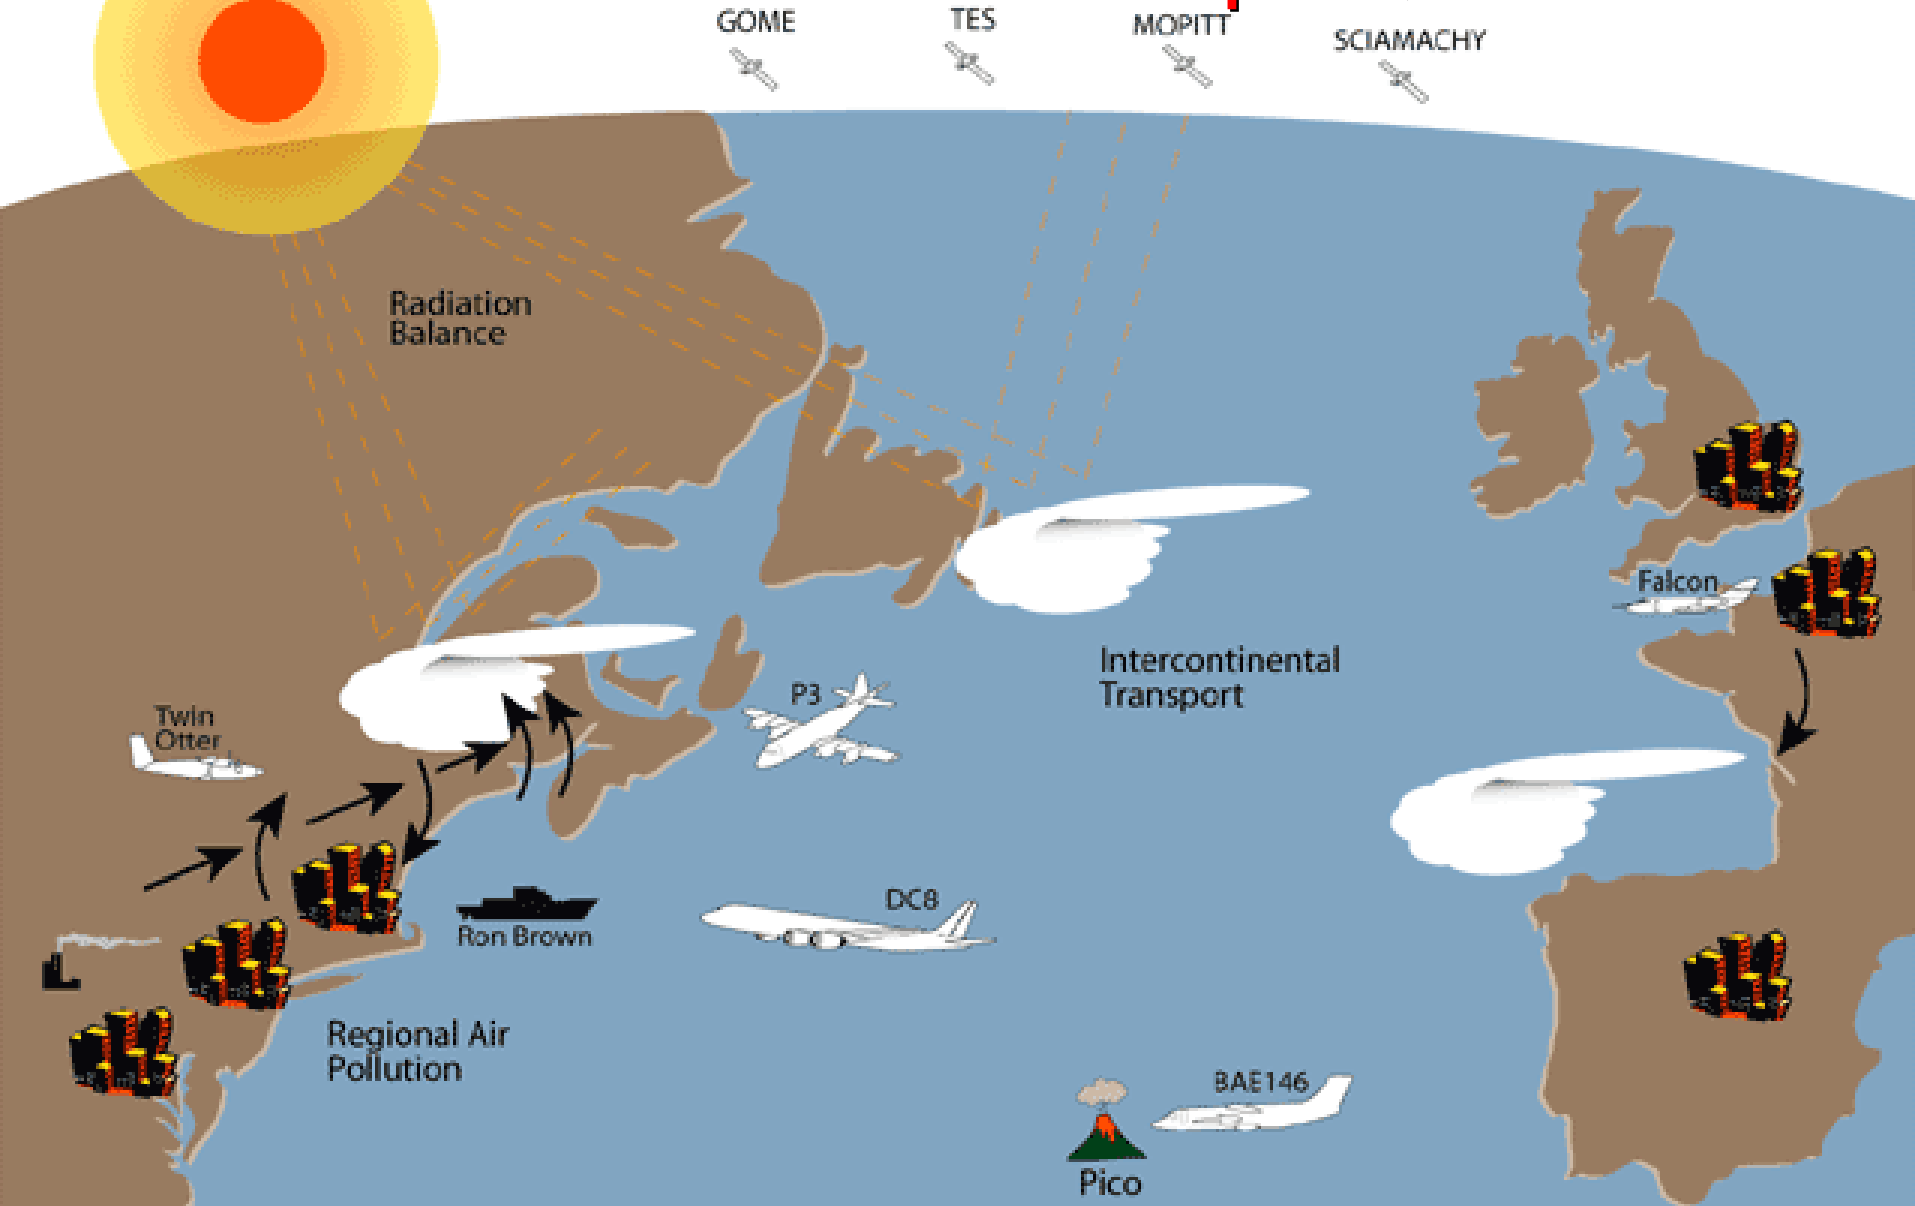 GOME
TES
MOPITT
SCIAMACHY
Radiation
Balance
Falcon
Intercontinental
Transport
P3
Twin
Otter
DC8
Ron Brown
Regional Air
Pollution
BAE146
Pico